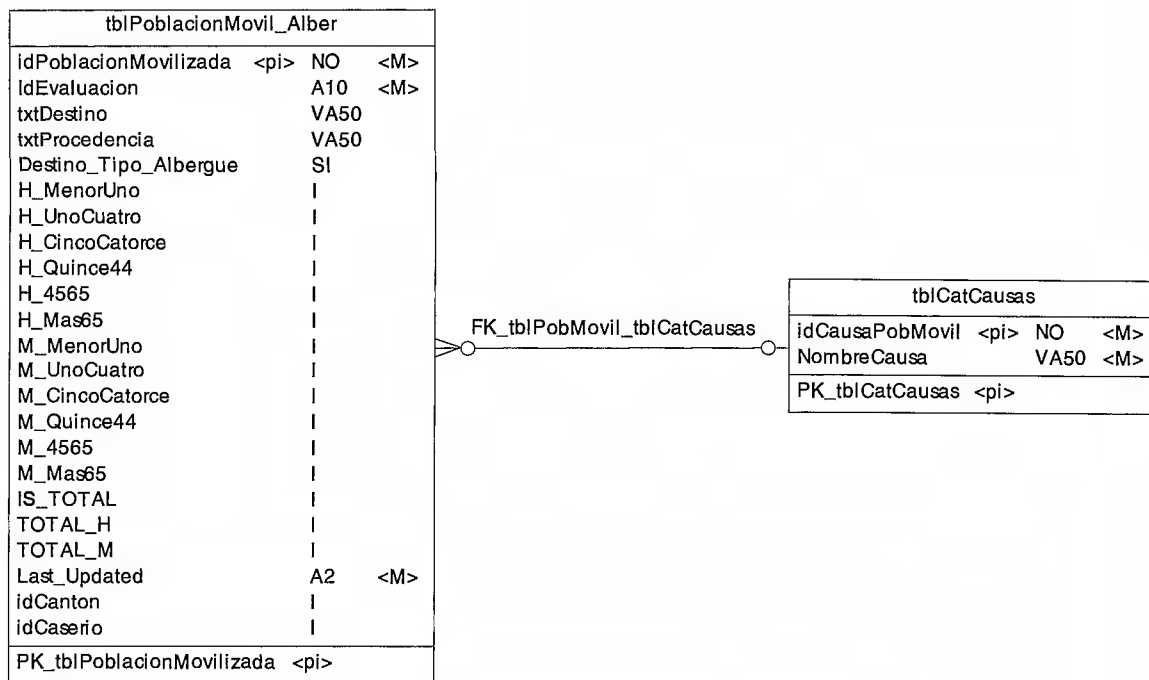 tblPoblacionMovil_Alber
idPoblacionMovilizada <pi> NO <M>
IdEvaluacion A10 <M>
txtDestino VA50
txtProcedencia VA50
Destino_Tipo_Albergue SI
H_MenorUno I
H_UnoCuatro I
H_CincoCatorce I
H_Quince44 I
H_4565 I
H_Mas65 I
M_MenorUno I
M_UnoCuatro I
M_CincoCatorce I
M_Quince44 I
M_4565 I
M_Mas65 I
IS_TOTAL I
TOTAL_H I
TOTAL_M I
Last_Updated A2 <M>
idCanton I
idCaserio I
PK_tblPoblacionMovilizada <pi>
FK_tblPobMovil_tblCatCausas
tblCatCausas
idCausaPobMovil <pi> NO <M>
NombreCausa VA50 <M>
PK_tblCatCausas <pi>